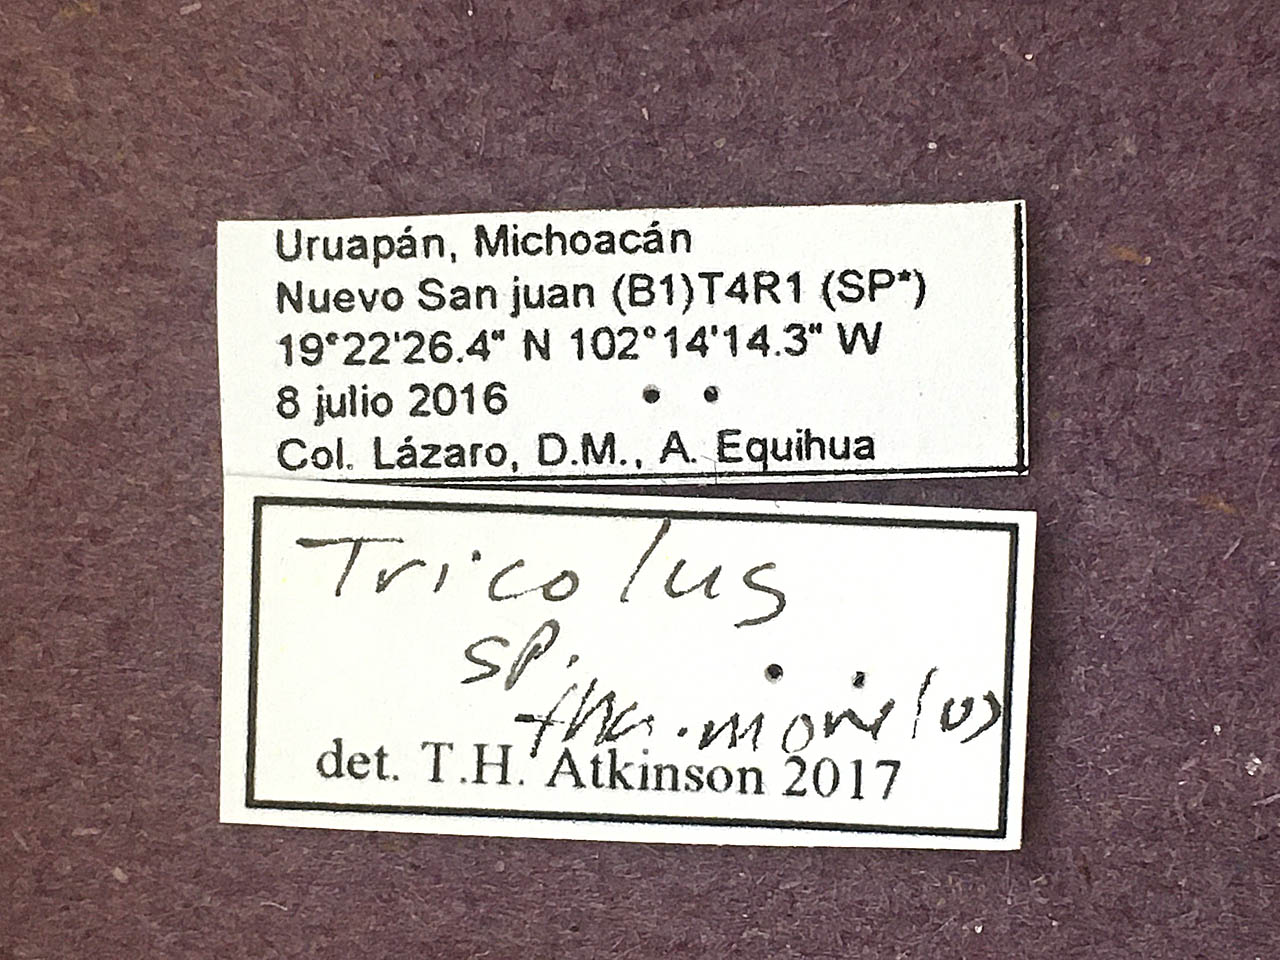 Uruapán, Michoacán
Nuevo San juan (B1)T4R1 (SP*)
19°22'26.4" N 102°14'14.3" W
8 julio 2016
Col. Lázaro, D.M., A. Equihua
Tricolus
sp.
det. T.H. Atkinson 2017